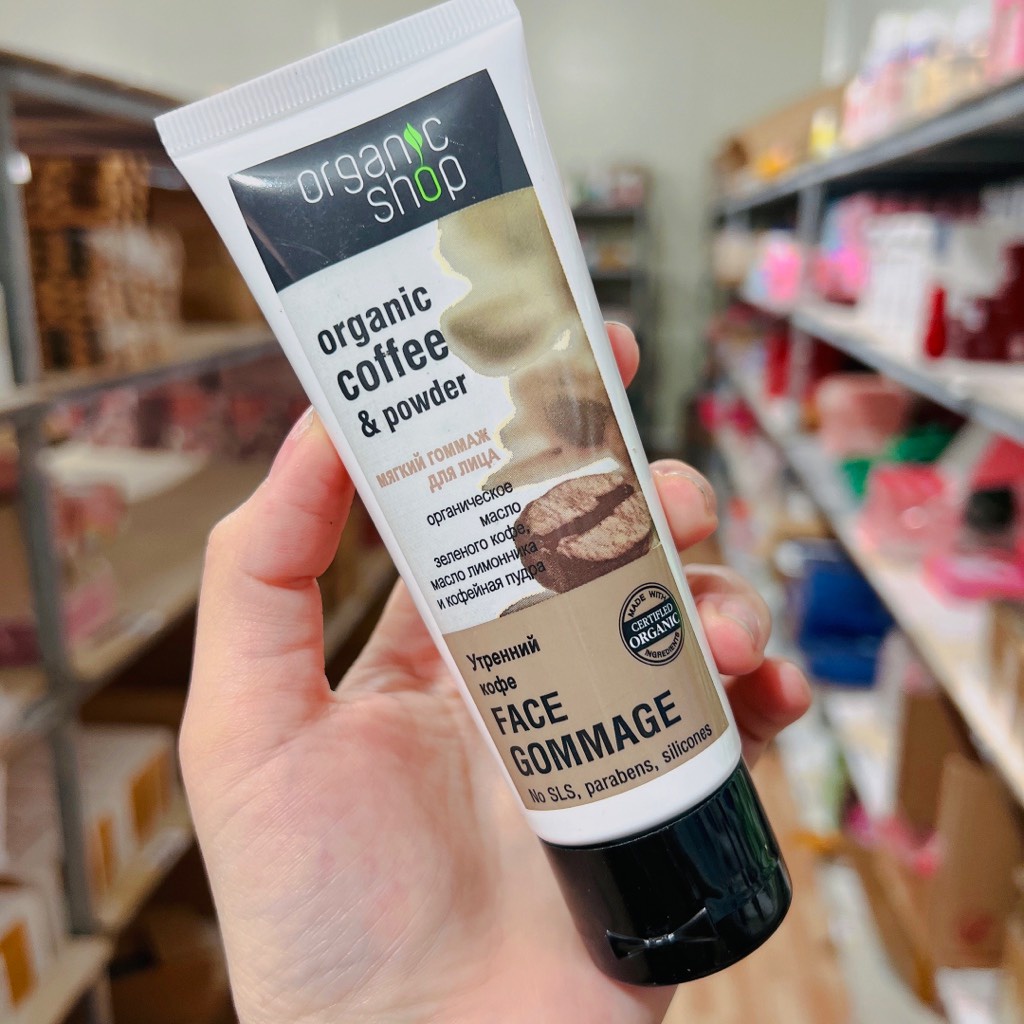 organic
shop
organic
coffee
& powder
мягкий гоммаж
для лица
органическое
масло
зеленого кофе,
масло лимонника
и кофейная пудра
MADE WITH
CERTIFIED
ORGANIC
INGREDIENTS
Утренний
кофе
FACE
GOMMAGE
No SLS, parabens, silicones